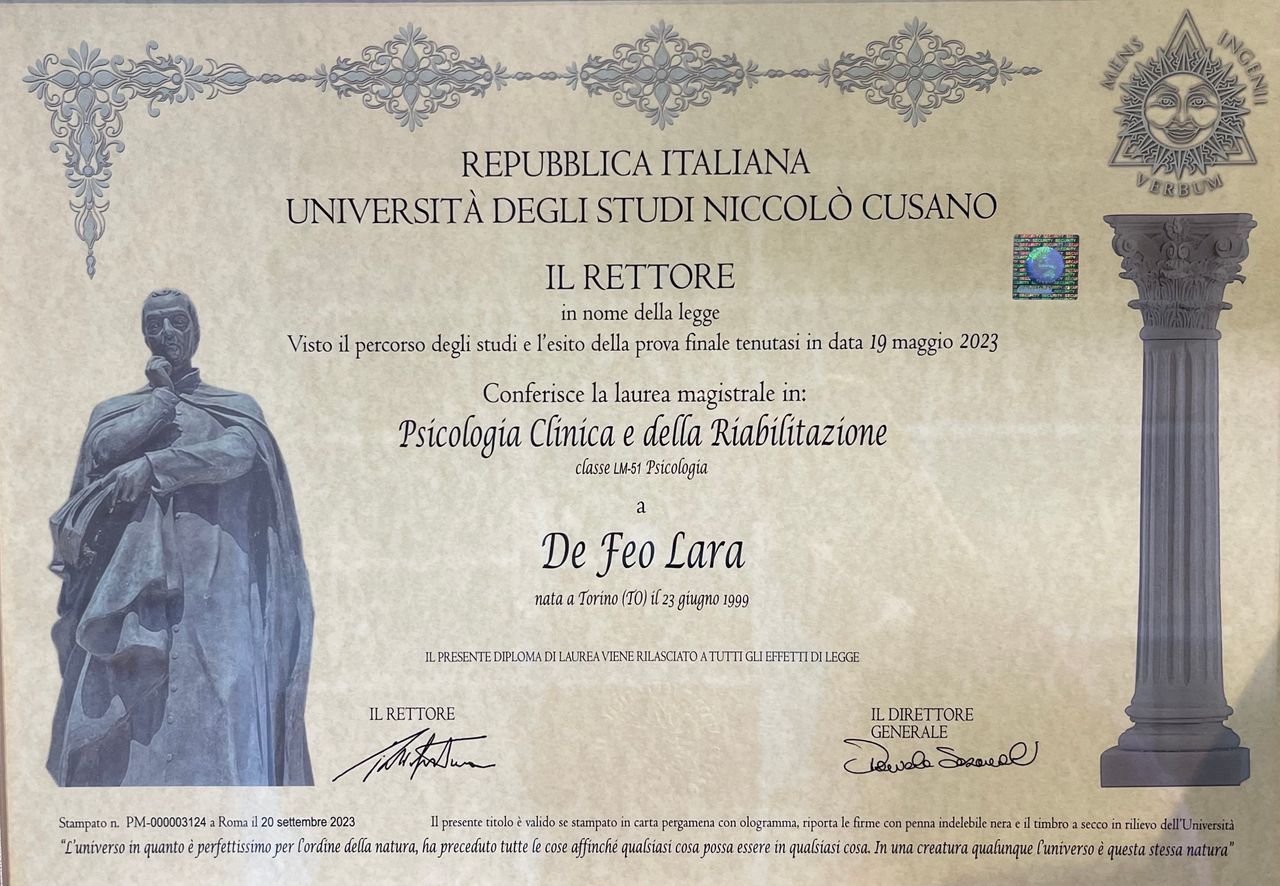 MENS INGENII VERBUM
REPUBBLICA ITALIANA
UNIVERSITÀ DEGLI STUDI NICCOLÒ CUSANO
IL RETTORE
in nome della legge
Visto il percorso degli studi e l'esito della prova finale tenutasi in data 19 maggio 2023
Conferisce la laurea magistrale in:
Psicologia Clinica e della Riabilitazione
classe LM-51 Psicologia
a
De Feo Lara
nata a Torino (TO) il 23 giugno 1999
IL PRESENTE DIPLOMA DI LAUREA VIENE RILASCIATO A TUTTI GLI EFFETTI DI LEGGE
IL RETTORE
IL DIRETTORE
GENERALE
Stampato n. PM-000003124 a Roma il 20 settembre 2023
Il presente titolo è valido se stampato in carta pergamena con ologramma, riporta le firme con penna indelebile nera e il timbro a secco in rilievo dell'Università
"L'universo in quanto è perfettissimo per l'ordine della natura, ha preceduto tutte le cose affinché qualsiasi cosa possa essere in qualsiasi cosa. In una creatura qualunque l'universo è questa stessa natura"